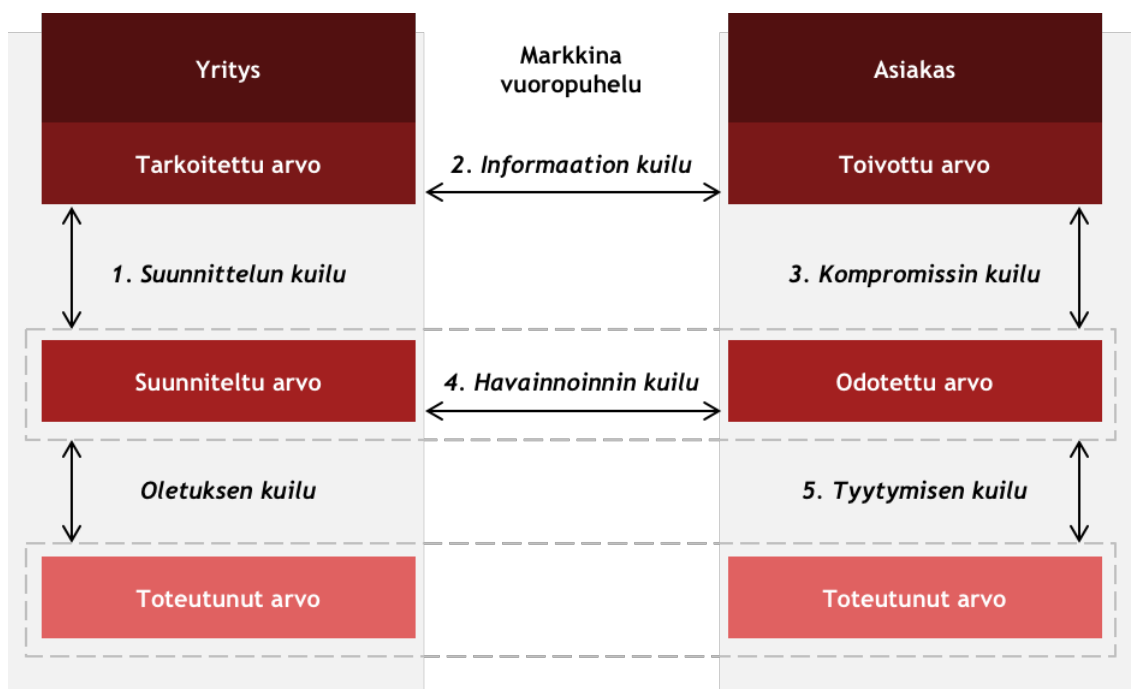 Yritys
Markkina
vuoropuhelu
Asiakas
Tarkoitettu arvo
2. Informaation kuilu
Toivottu arvo
1. Suunnittelun kuilu
3. Kompromissin kuilu
Suunniteltu arvo
4. Havainnoinnin kuilu
Odotettu arvo
Oletuksen kuilu
5. Tyytymisen kuilu
Toteutunut arvo
Toteutunut arvo